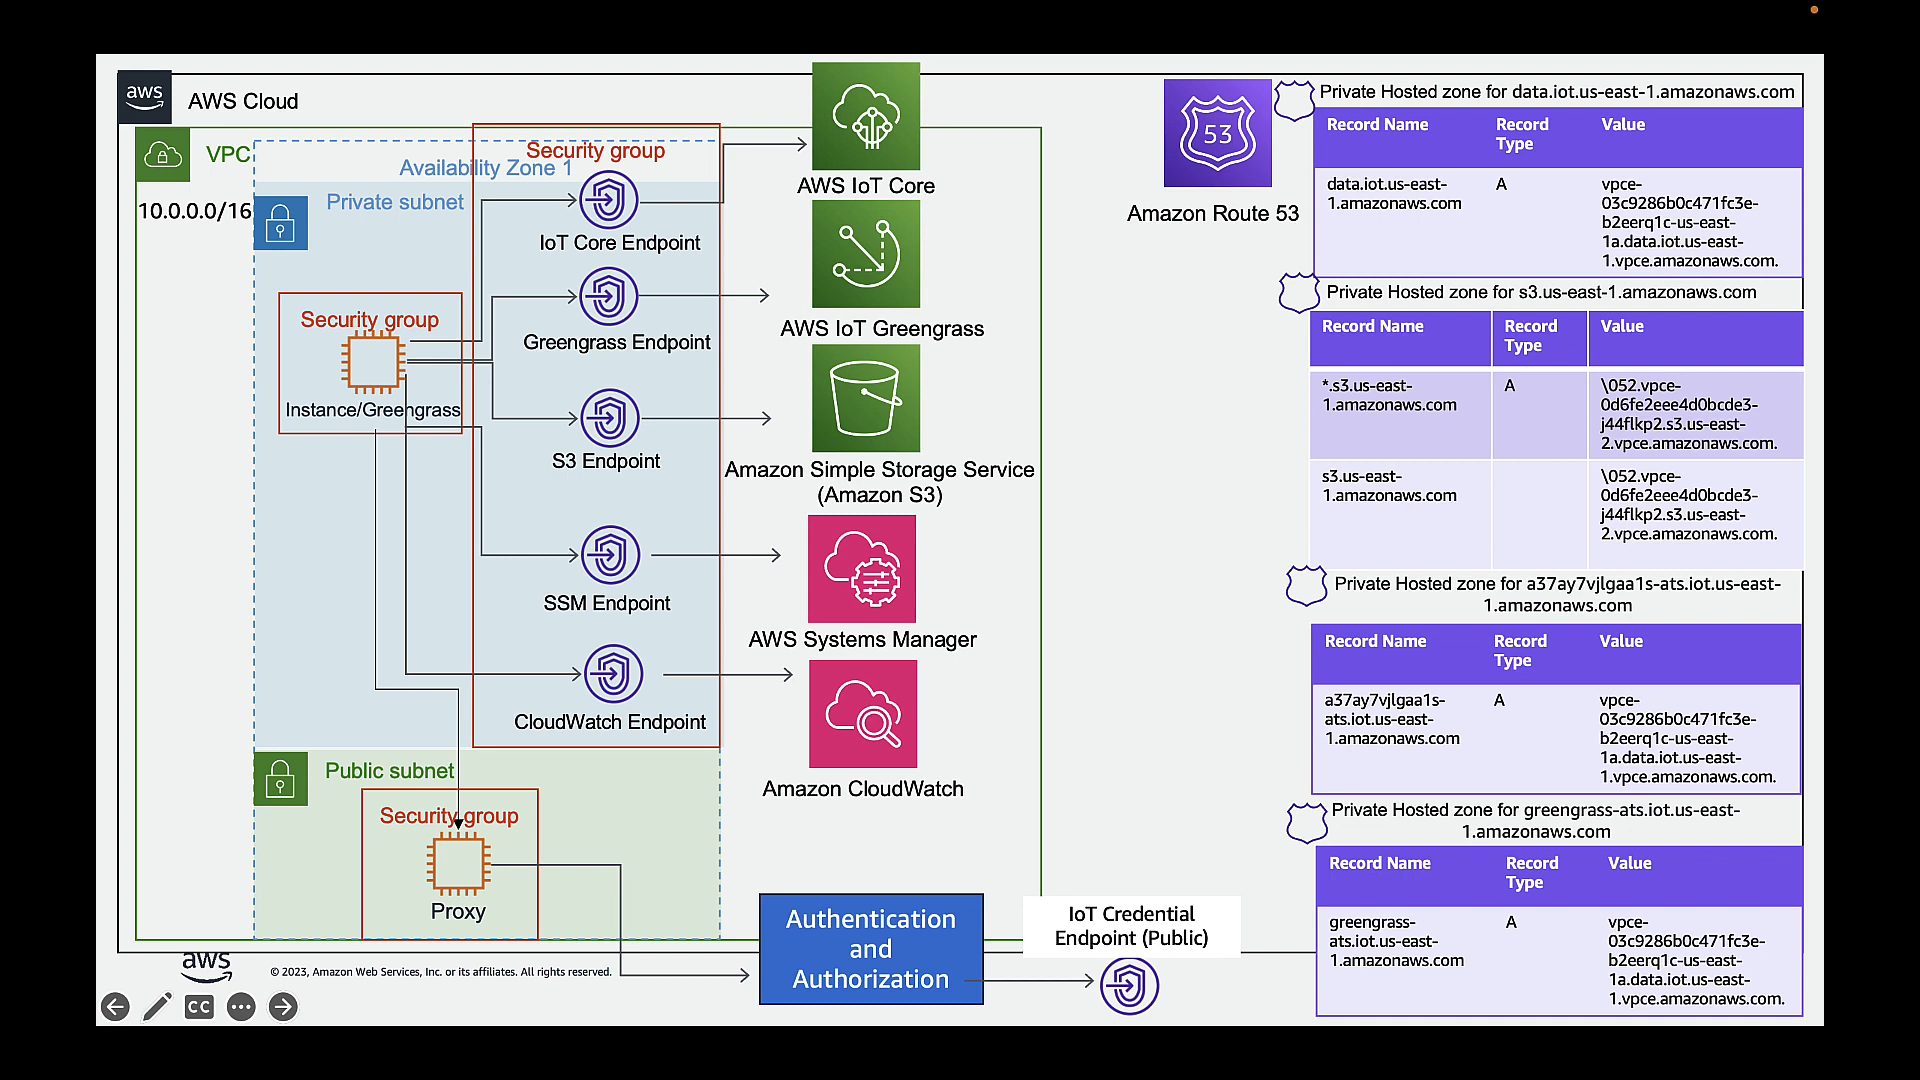 aws
AWS Cloud
VPC
10.0.0.0/16
Availability Zone 1
Private subnet
Security group
IoT Core Endpoint
Greengrass Endpoint
S3 Endpoint
SSM Endpoint
CloudWatch Endpoint
Security group
Instance/Greengrass
Public subnet
Security group
Proxy
AWS IoT Core
AWS IoT Greengrass
Amazon Simple Storage Service
(Amazon S3)
AWS Systems Manager
Amazon CloudWatch
Authentication
and
Authorization
IoT Credential
Endpoint (Public)
53
Amazon Route 53
Private Hosted zone for data.iot.us-east-1.amazonaws.com
Record Name
Record
Type
Value
data.iot.us-east-
1.amazonaws.com
A
vpce-
03c9286b0c471fc3e-
b2eerq1c-us-east-
1a.data.iot.us-east-
1.vpce.amazonaws.com.
Private Hosted zone for s3.us-east-1.amazonaws.com
Record Name
Record
Type
Value
*.s3.us-east-
1.amazonaws.com
A
\052.vpce-
0d6fe2eee4d0bcde3-
j44flkp2.s3.us-east-
2.vpce.amazonaws.com.
s3.us-east-
1.amazonaws.com
\052.vpce-
0d6fe2eee4d0bcde3-
j44flkp2.s3.us-east-
2.vpce.amazonaws.com.
Private Hosted zone for a37ay7vjlgaa1s-ats.iot.us-east-
1.amazonaws.com
Record Name
Record
Type
Value
a37ay7vjlgaa1s-
ats.iot.us-east-
1.amazonaws.com
A
vpce-
03c9286b0c471fc3e-
b2eerq1c-us-east-
1a.data.iot.us-east-
1.vpce.amazonaws.com.
Private Hosted zone for greengrass-ats.iot.us-east-
1.amazonaws.com
Record Name
Record
Type
Value
greengrass-
ats.iot.us-east-
1.amazonaws.com
A
vpce-
03c9286b0c471fc3e-
b2eerq1c-us-east-
1a.data.iot.us-east-
1.vpce.amazonaws.com.
aws
© 2023, Amazon Web Services, Inc. or its affiliates. All rights reserved.
CC